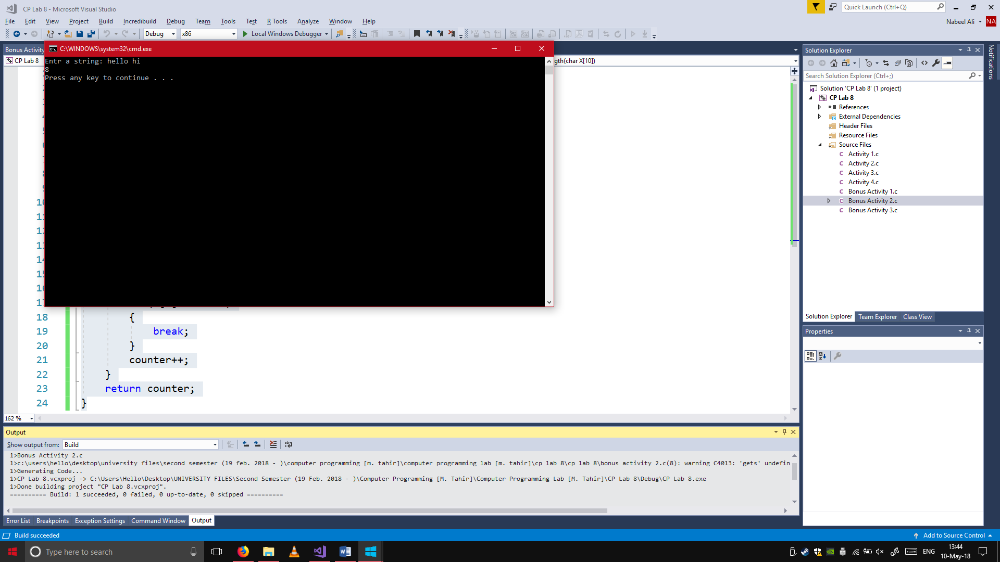 CP Lab 8 - Microsoft Visual Studio
Quick Launch (Ctrl+Q)
File Edit View Project Build Incredibuild Debug Team Tools Test R Tools Analyze Window Help
Nabeel Ali NA
Debug x86 Local Windows Debugger
Bonus Activity
C:\WINDOWS\system32\cmd.exe
CP Lab 8
gth(char X[10])
Entr a string: hello hi
8
Press any key to continue . . .
10
11
12
13
14
15
16
17
18 {
19 break;
20 }
21 counter++;
22 }
23 return counter;
24 }
162 %
Output
Show output from: Build
1>Bonus Activity 2.c
1>c:\users\hello\desktop\university files\second semester (19 feb. 2018 - )\computer programming [m. tahir]\computer programming lab [m. tahir]\cp lab 8\cp lab 8\bonus activity 2.c(8): warning C4013: 'gets' undefin
1>Generating Code...
1>CP Lab 8.vcxproj -> C:\Users\Hello\Desktop\UNIVERSITY FILES\Second Semester (19 Feb. 2018 - )\Computer Programming [M. Tahir]\Computer Programming Lab [M. Tahir]\CP Lab 8\Debug\CP Lab 8.exe
1>Done building project "CP Lab 8.vcxproj".
========== Build: 1 succeeded, 0 failed, 0 up-to-date, 0 skipped ==========
Error List Breakpoints Exception Settings Command Window Output
Solution Explorer
Search Solution Explorer (Ctrl+;)
Solution 'CP Lab 8' (1 project)
CP Lab 8
References
External Dependencies
Header Files
Resource Files
Source Files
Activity 1.c
Activity 2.c
Activity 3.c
Activity 4.c
Bonus Activity 1.c
Bonus Activity 2.c
Bonus Activity 3.c
Solution Explorer Team Explorer Class View
Properties
Notifications
Build succeeded
Add to Source Control
Type here to search
ENG
13:44
10-May-18